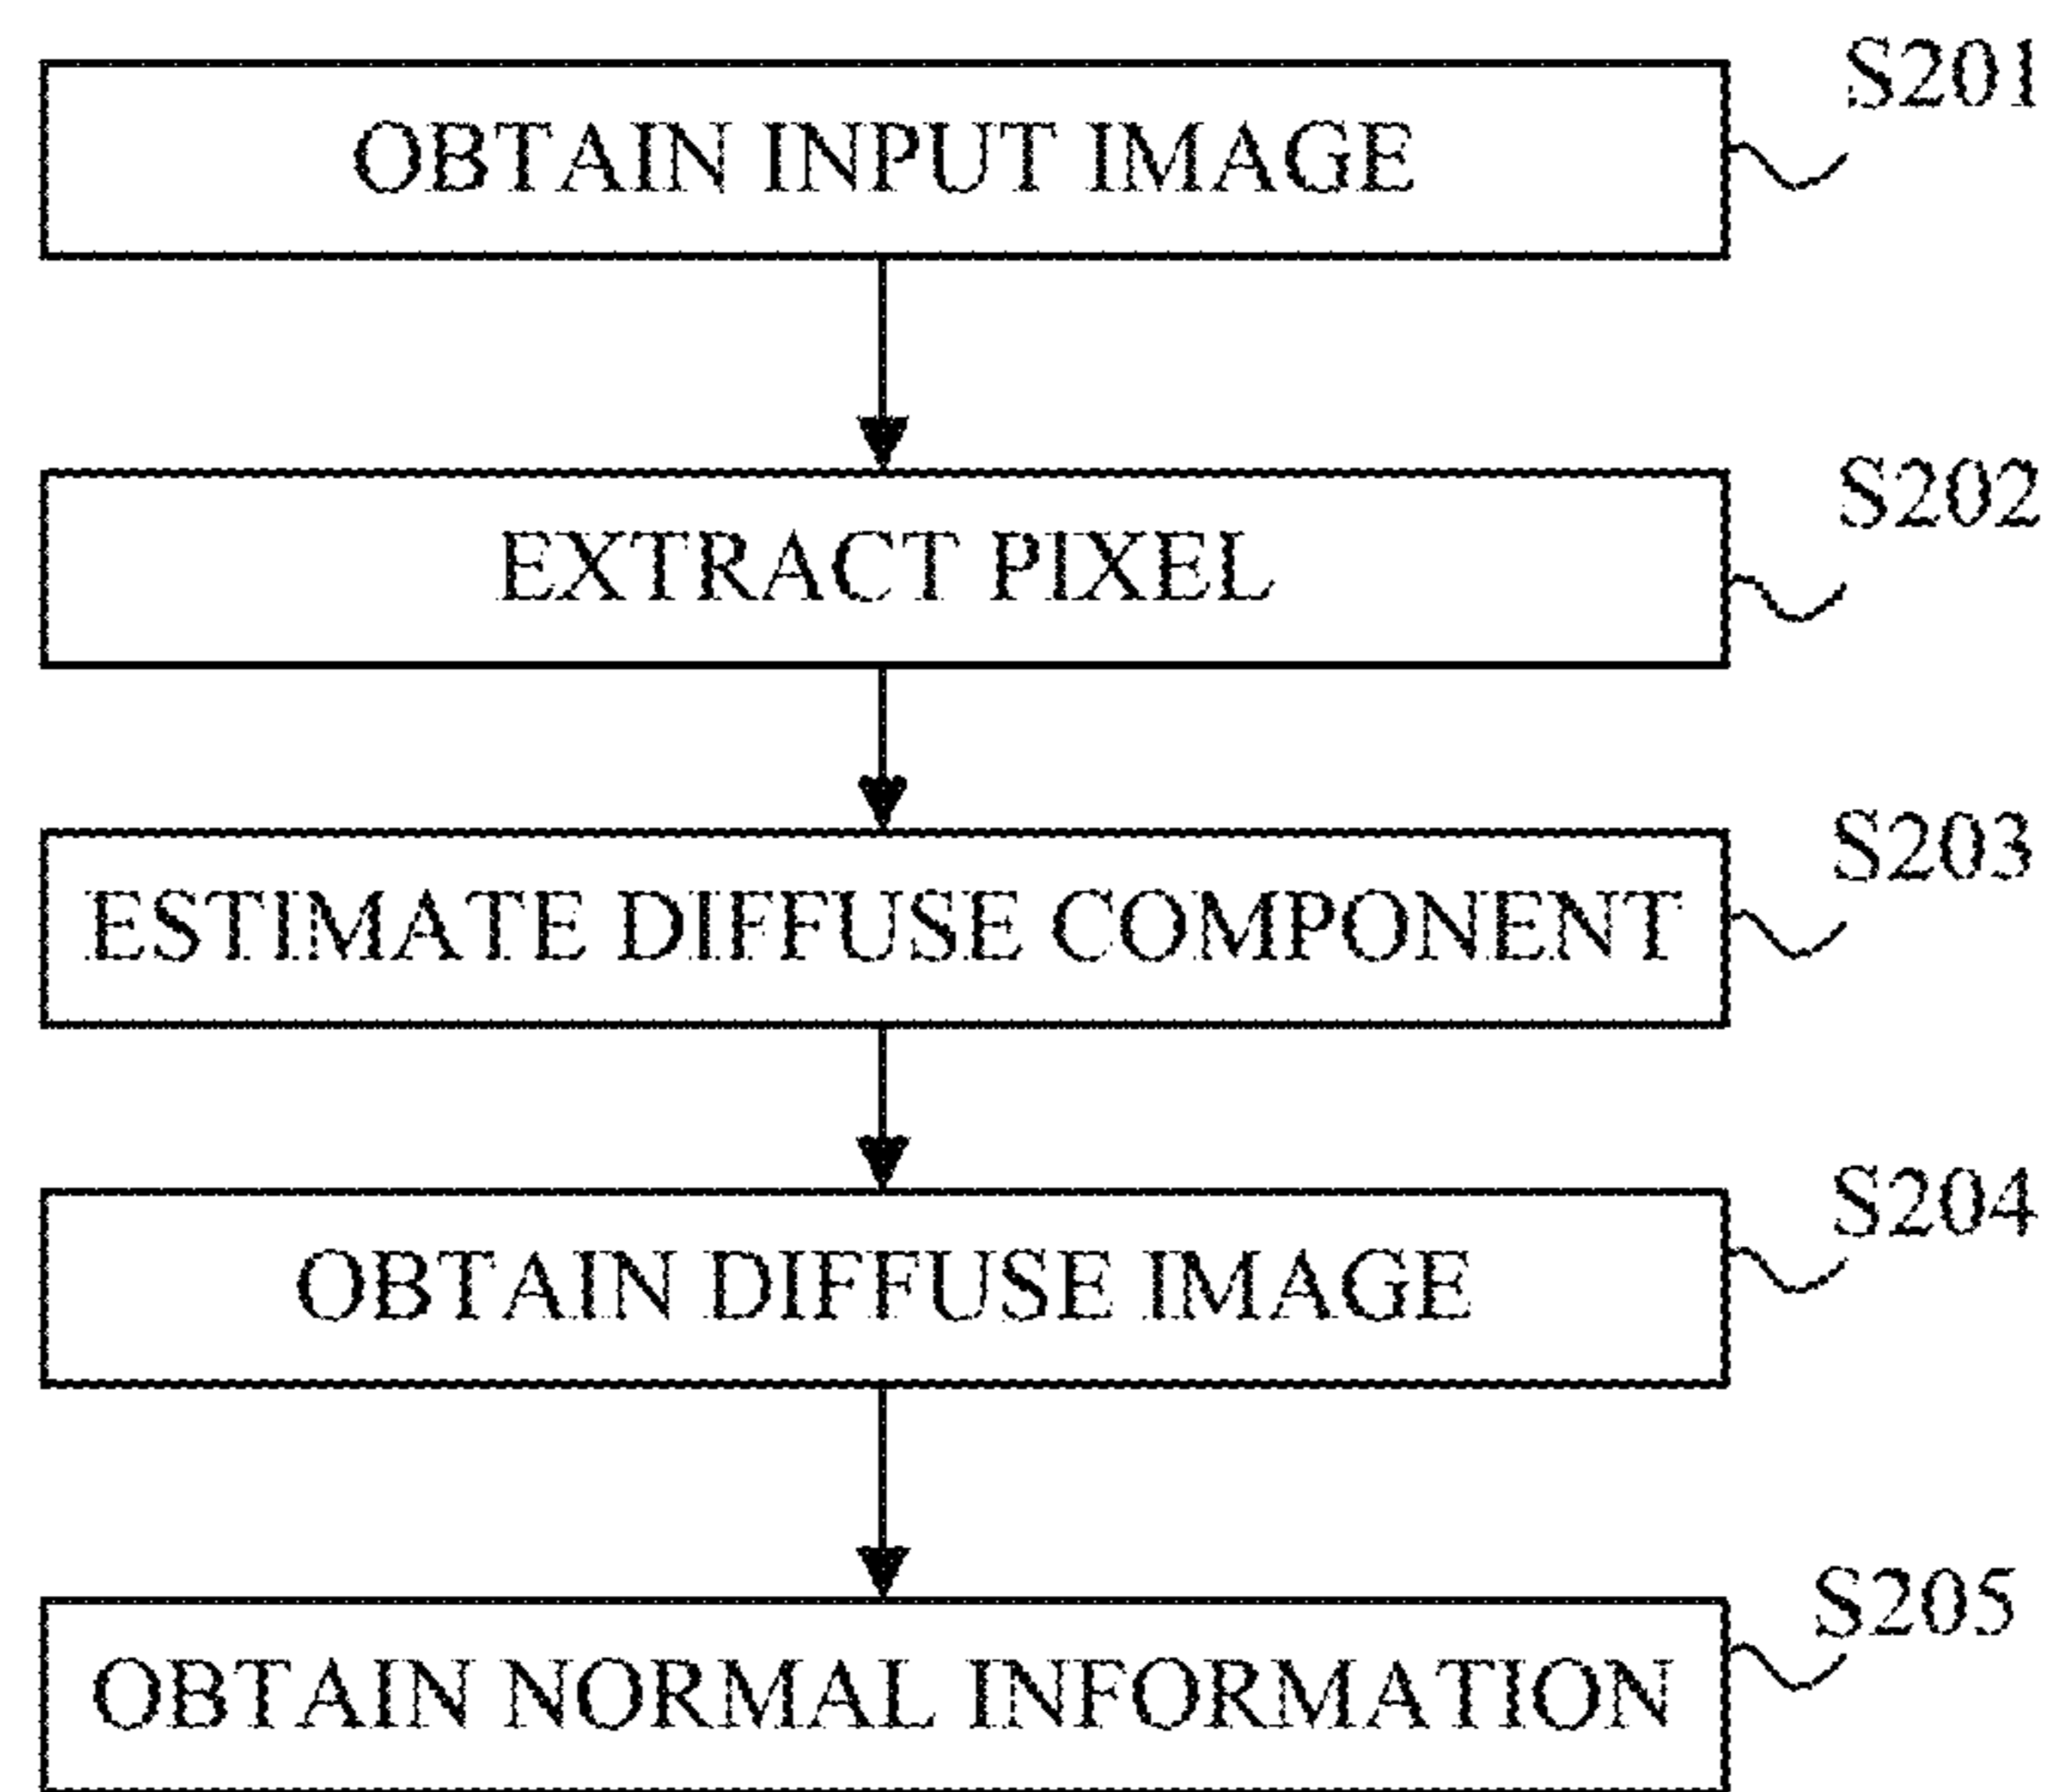 S201
OBTAIN INPUT IMAGE
S202
EXTRACT PIXEL
S203
ESTIMATE DIFFUSE COMPONENT
S204
OBTAIN DIFFUSE IMAGE
S205
OBTAIN NORMAL INFORMATION